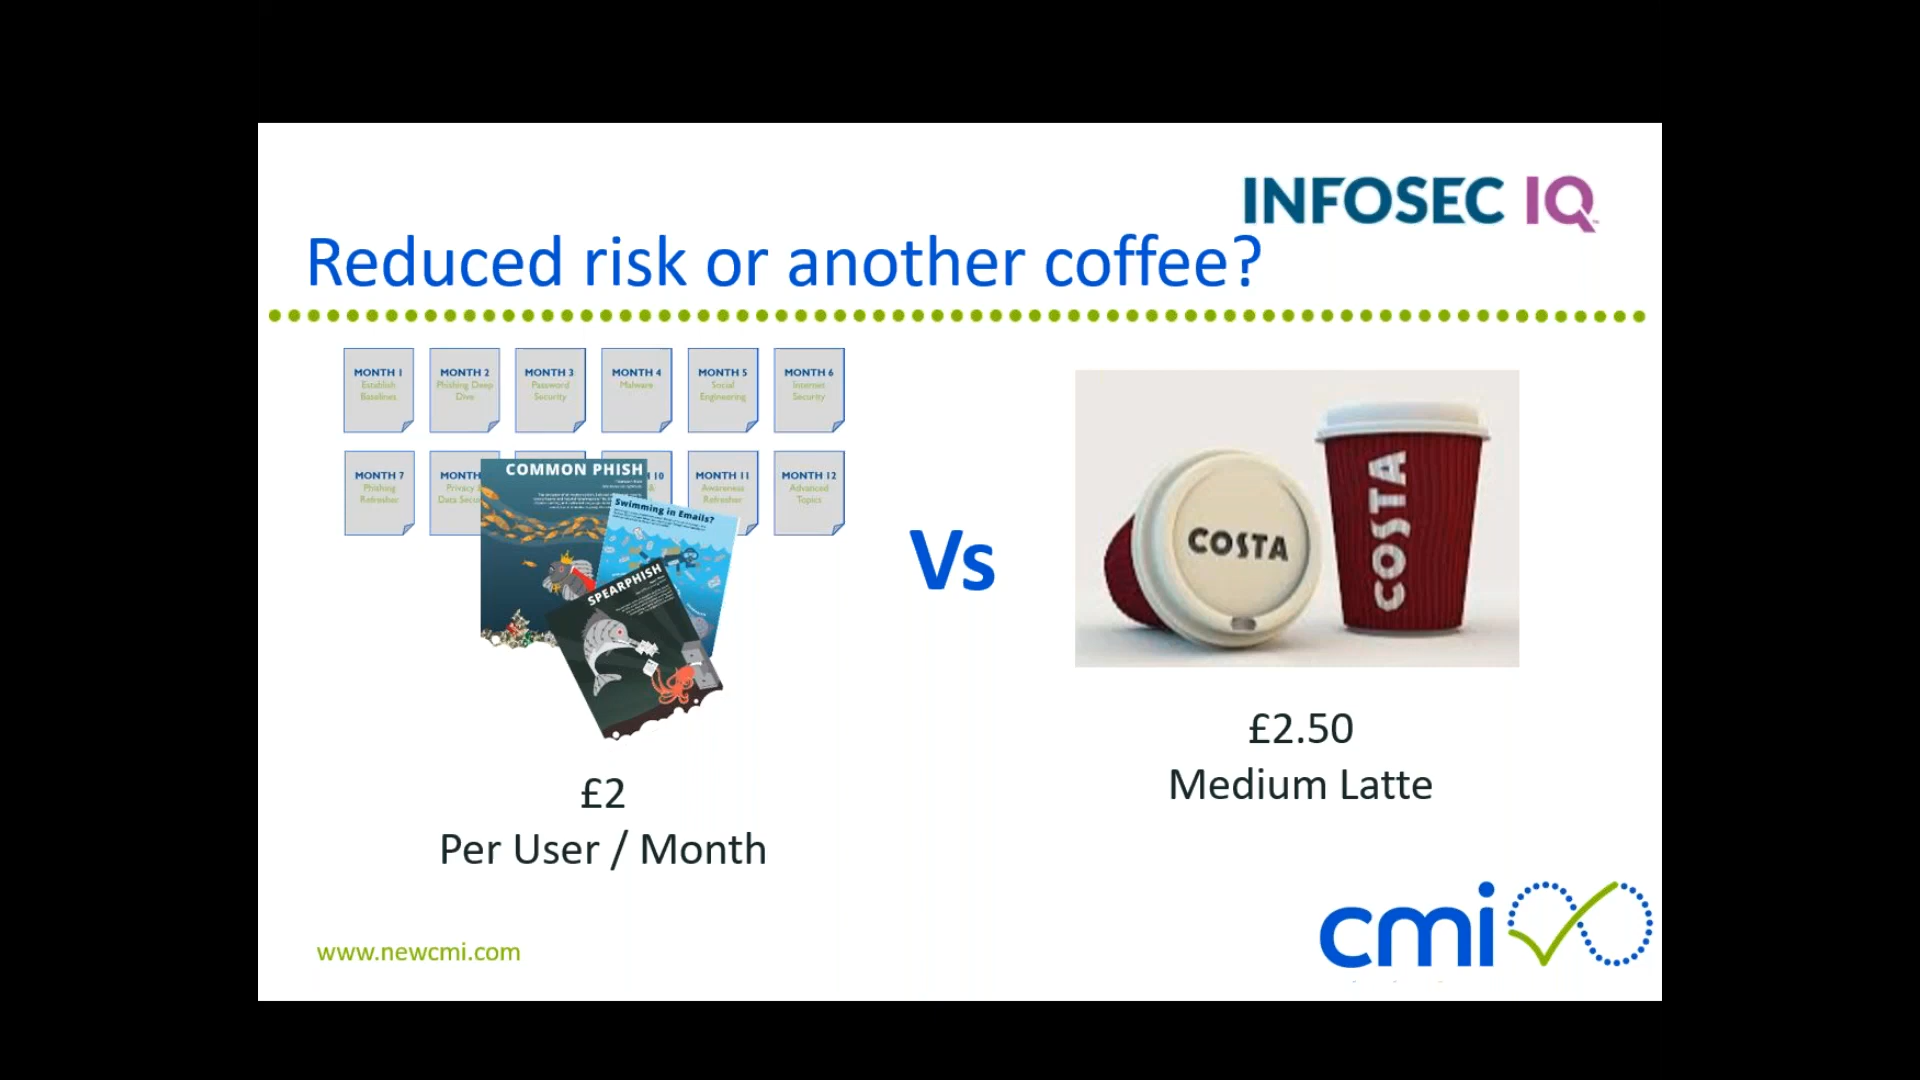 INFOSEC IQ
Reduced risk or another coffee?
MONTH 1
Establish
Baselines
MONTH 2
Phishing Deep
Dive
MONTH 3
Password
Security
MONTH 4
Malware
MONTH 5
Social
Engineering
MONTH 6
Internet
Security
MONTH 7
Phishing
Refresher
MONTH
Privacy
Data
10
&
MONTH 11
Awareness
Refresher
MONTH 12
Advanced
Topics
COMMON PHISH
Swimming in Emails?
SPEARPHISH
Vs
COSTA
COSTA
£2
Per User / Month
£2.50
Medium Latte
www.newcmi.com
cmi